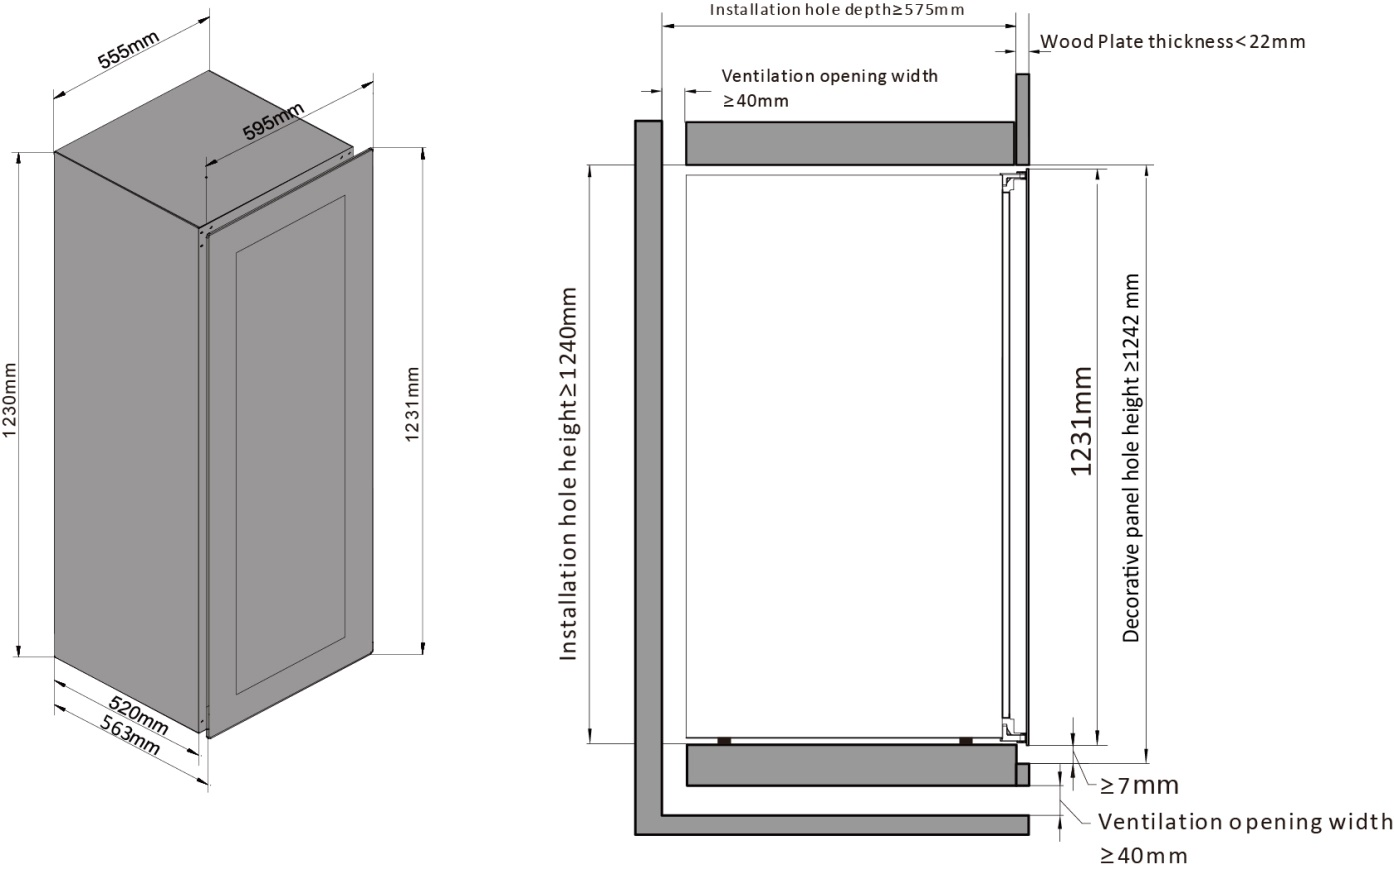 555mm
595mm
1230mm
1231mm
520mm
563mm
Installation hole depth≥575mm
Wood Plate thickness<22mm
Ventilation opening width
≥40mm
Installation hole height≥1240mm
1231mm
Decorative panel hole height ≥1242 mm
≥7mm
Ventilation opening width
≥40mm